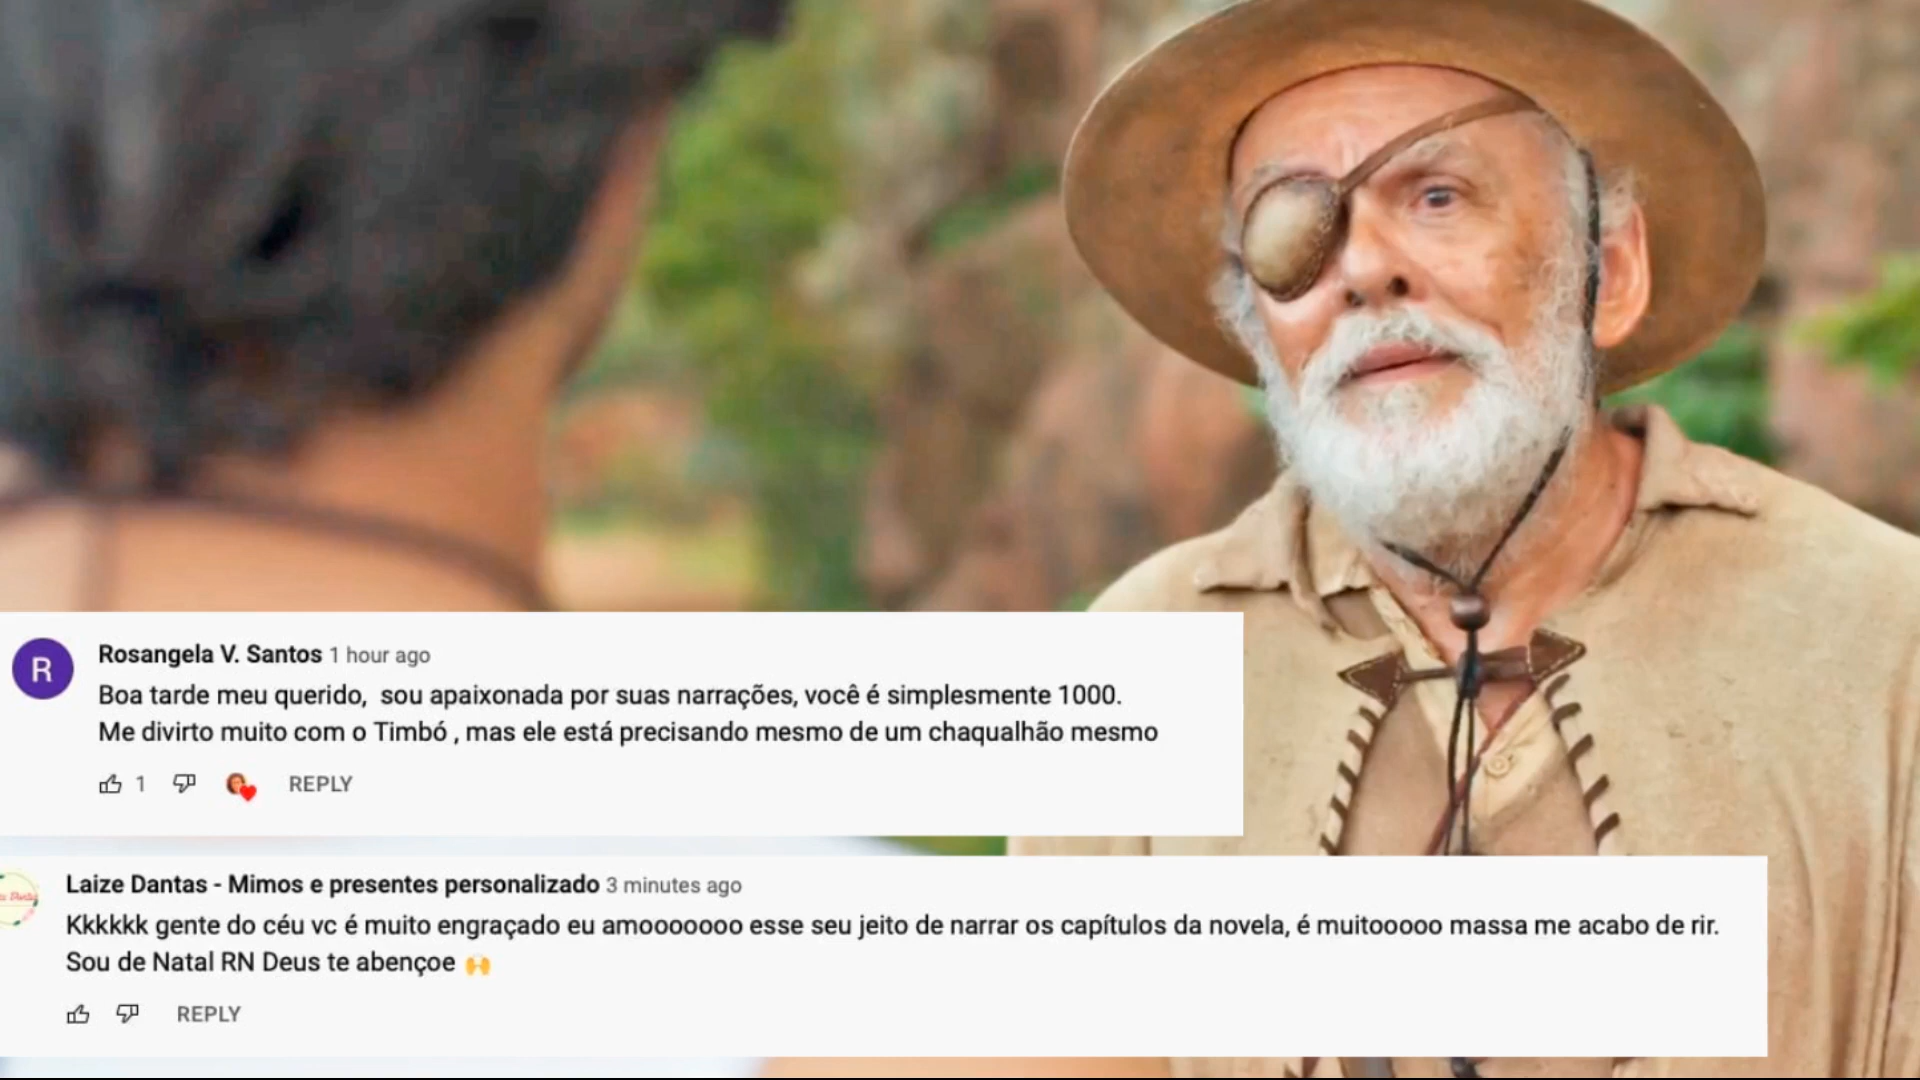 R
Rosangela V. Santos 1 hour ago
Boa tarde meu querido, sou apaixonada por suas narrações, você é simplesmente 1000.
Me divirto muito com o Timbó , mas ele está precisando mesmo de um chaqualhão mesmo
1 REPLY
Laize Dantas - Mimos e presentes personalizado 3 minutes ago
Kkkkkk gente do céu vc é muito engraçado eu amooooooo esse seu jeito de narrar os capítulos da novela, é muitooooo massa me acabo de rir.
Sou de Natal RN Deus te abençoe 🙌
REPLY